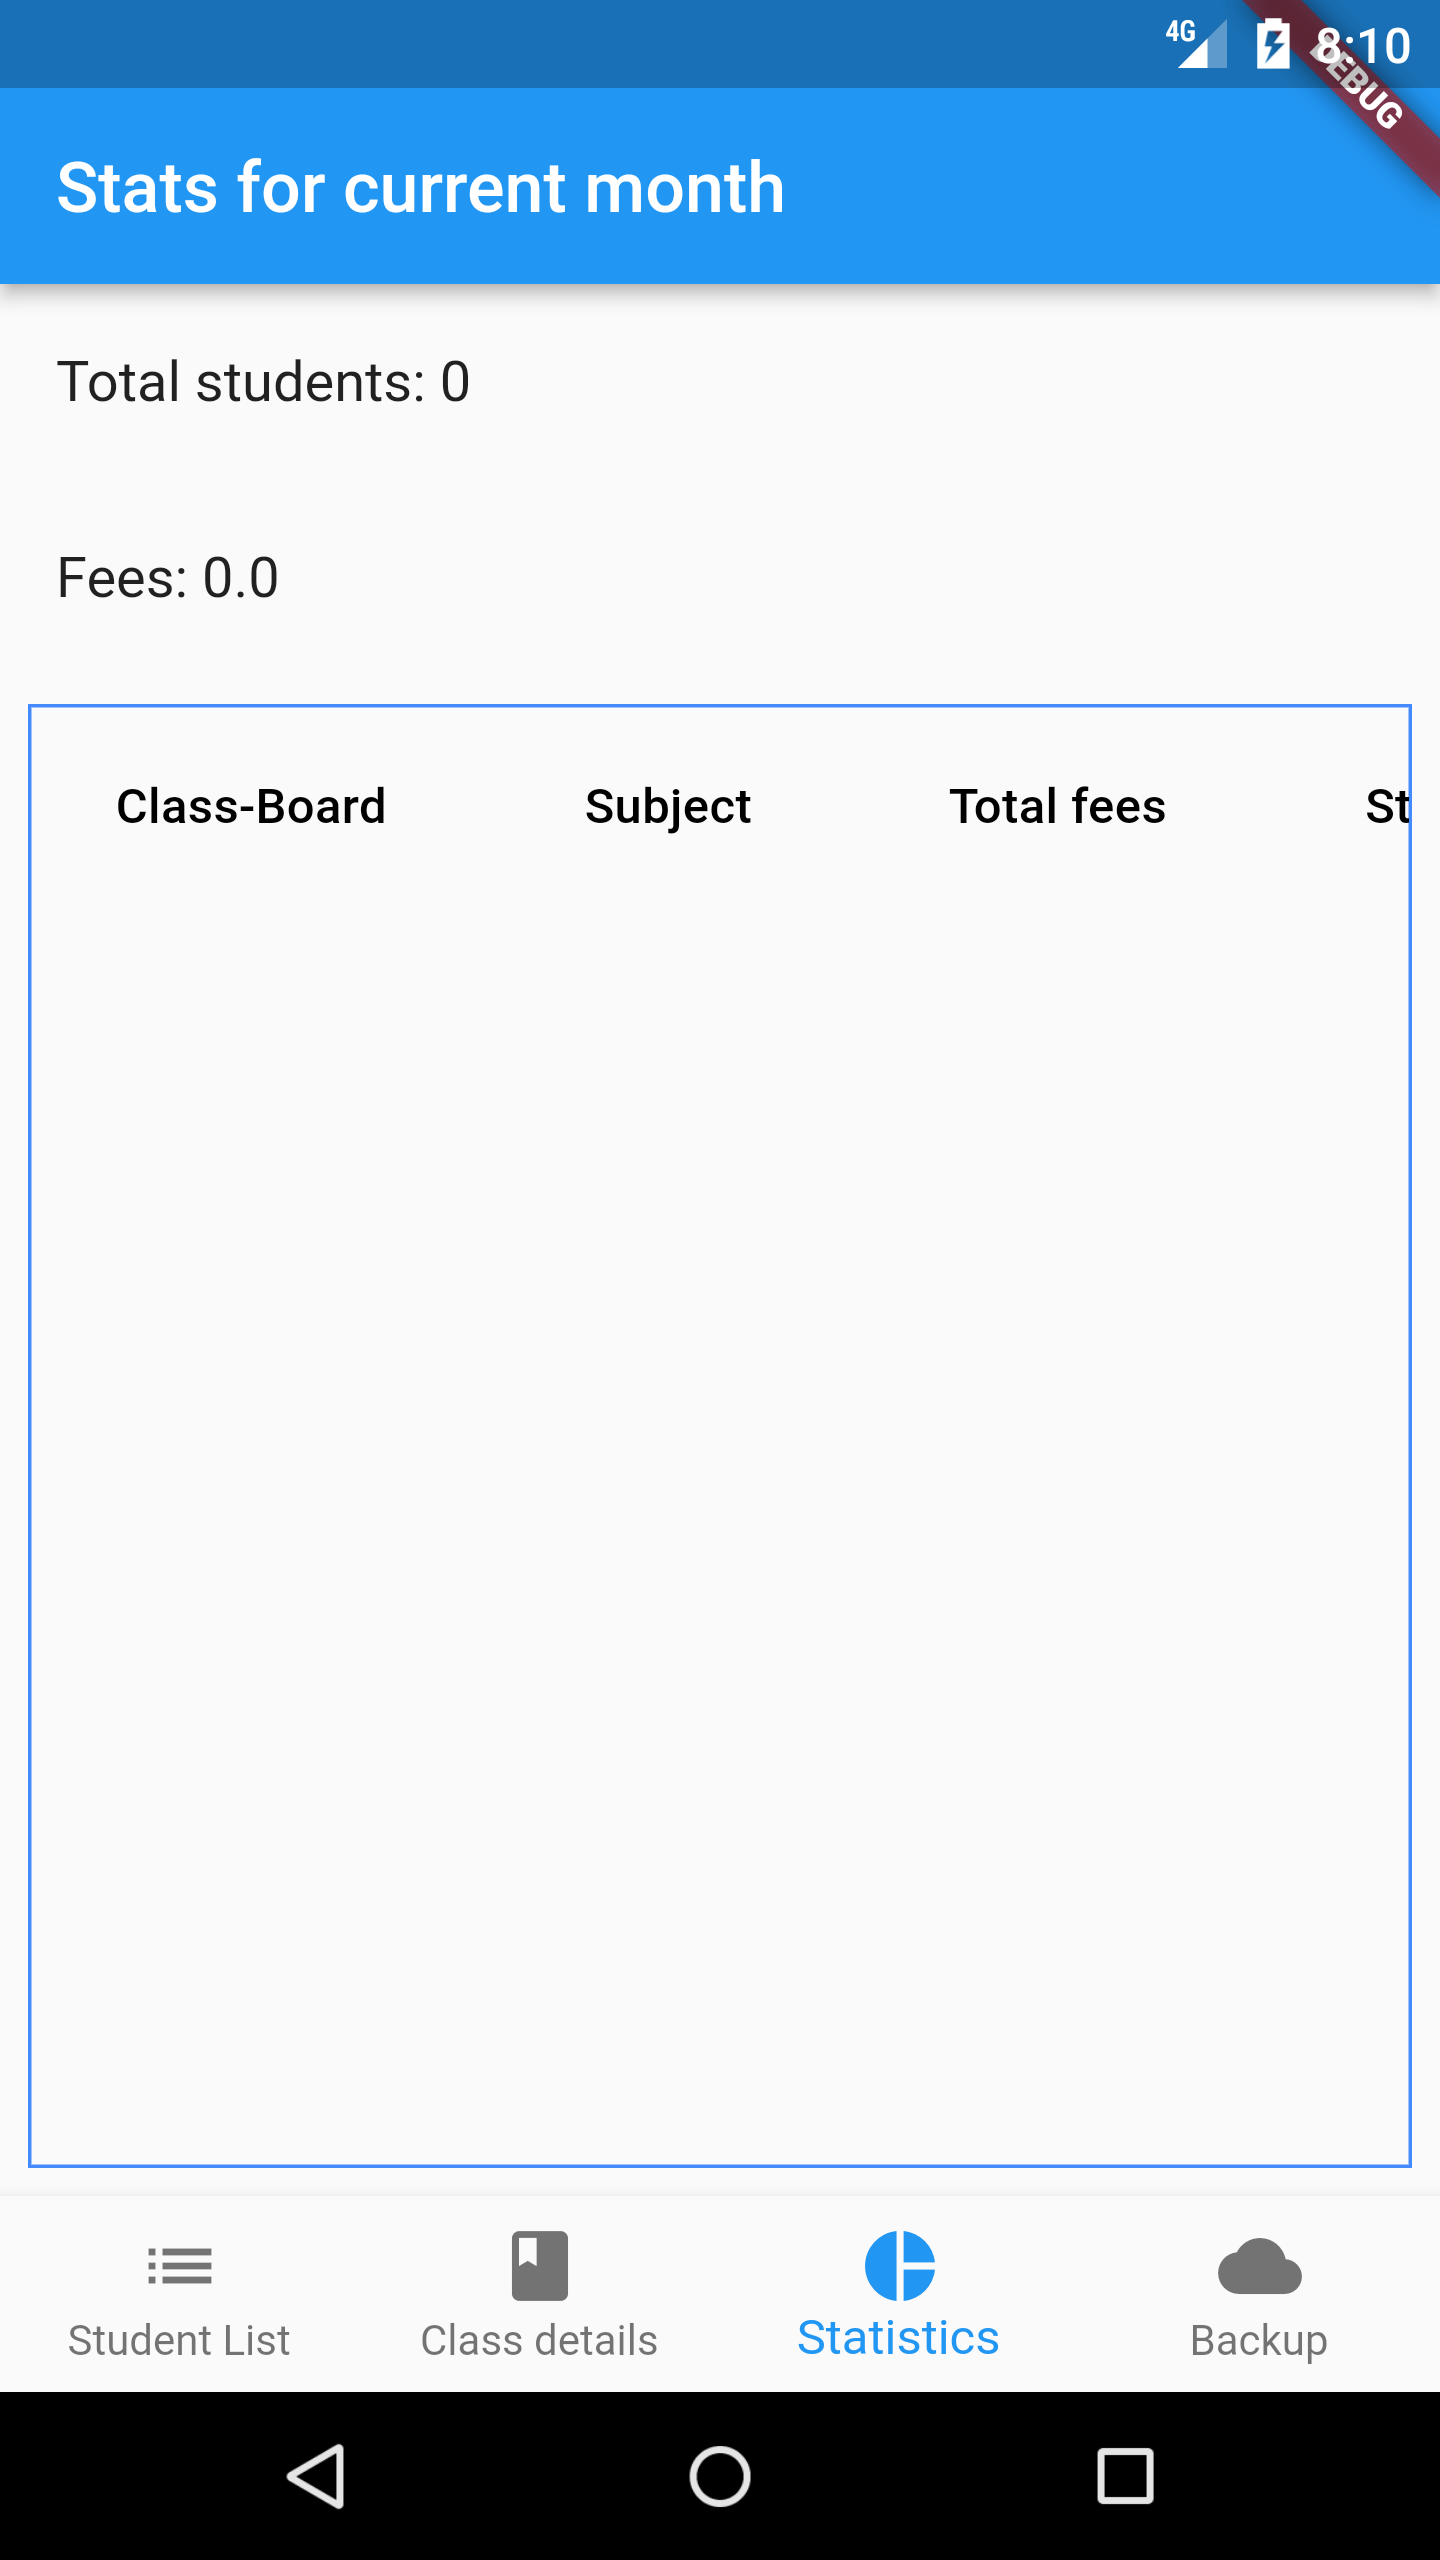 4G 8:10
DEBUG
Stats for current month
Total students: 0
Fees: 0.0
Class-Board Subject Total fees St
Student List Class details Statistics Backup